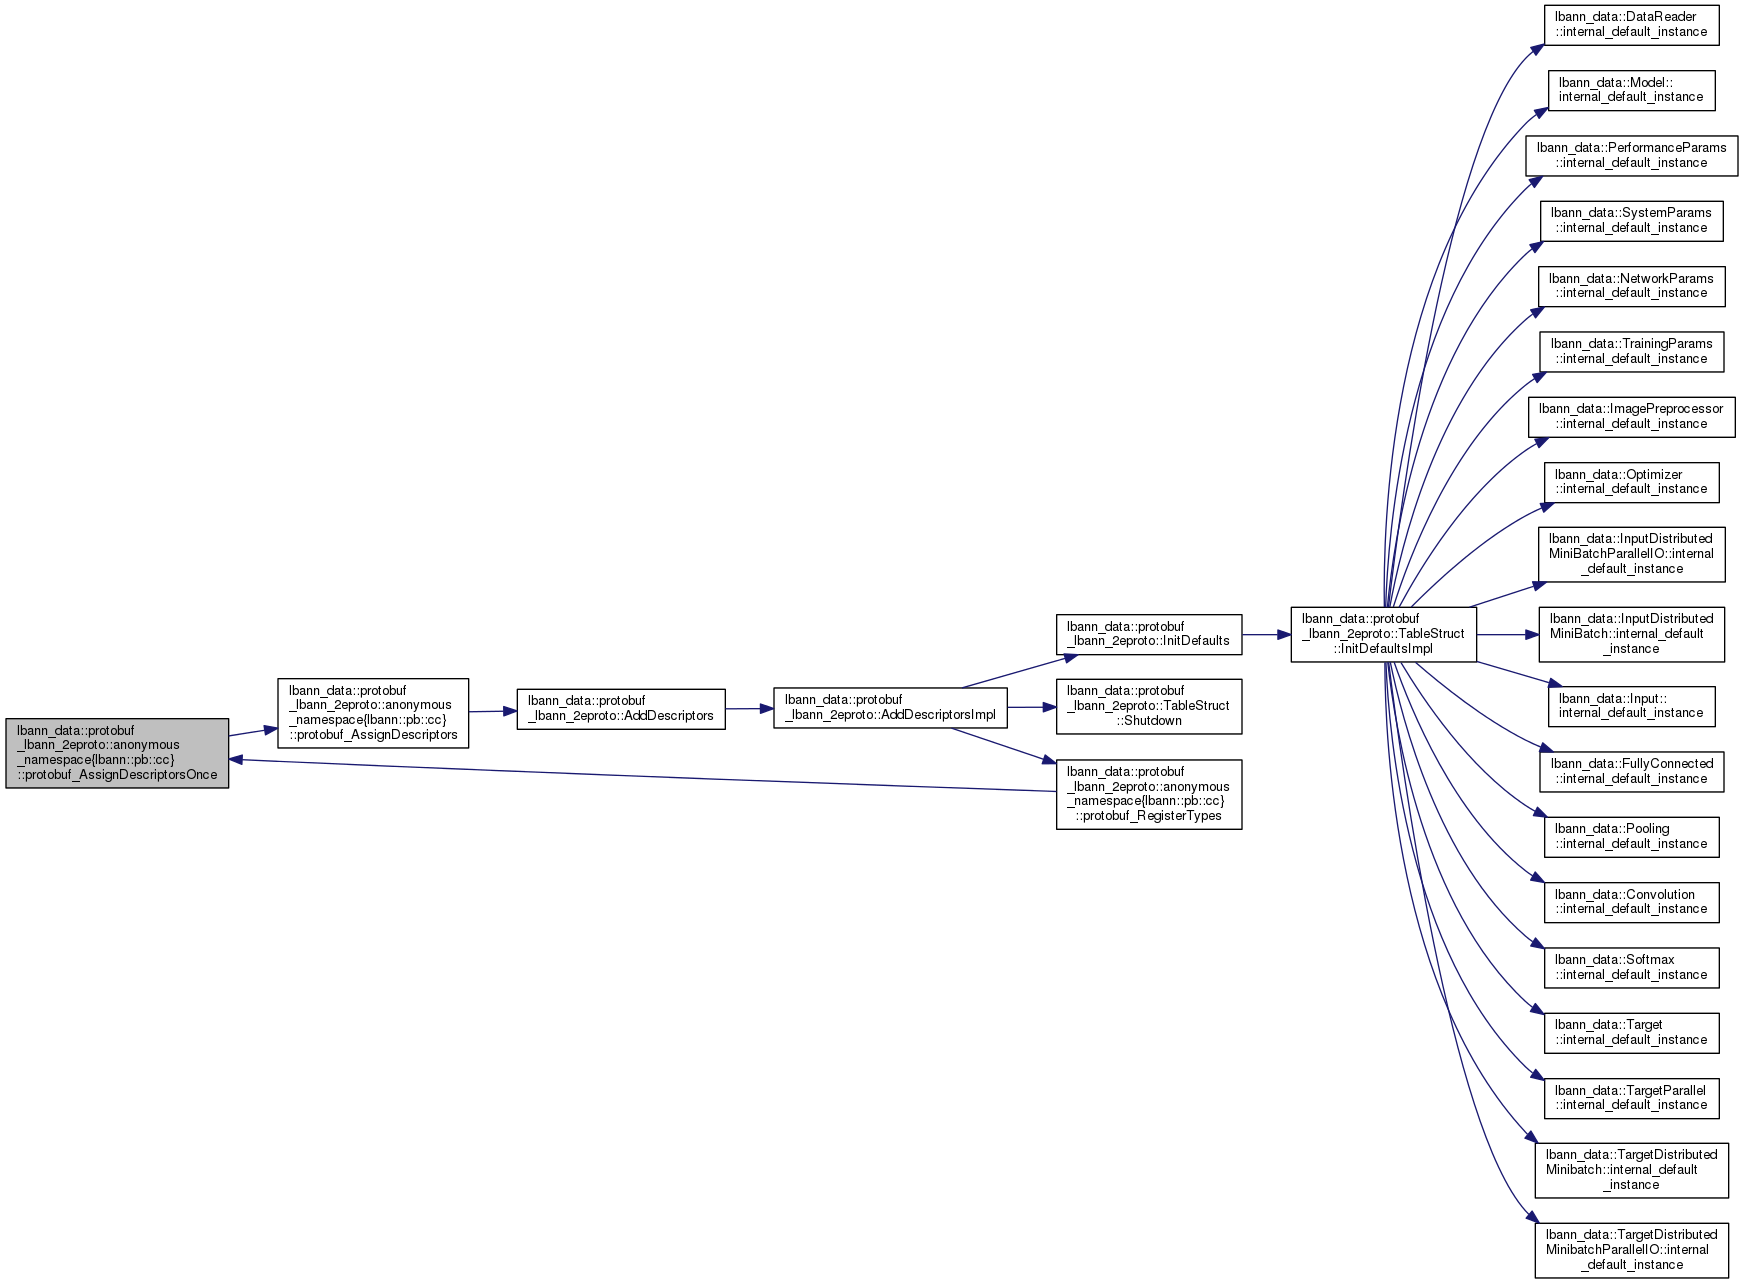 lbann_data::protobuf
_lbann_2eproto::anonymous
_namespace{lbann::pb::cc}
::protobuf_AssignDescriptorsOnce
lbann_data::protobuf
_lbann_2eproto::anonymous
_namespace{lbann::pb::cc}
::protobuf_AssignDescriptors
lbann_data::protobuf
_lbann_2eproto::AddDescriptors
lbann_data::protobuf
_lbann_2eproto::AddDescriptorsImpl
lbann_data::protobuf
_lbann_2eproto::InitDefaults
lbann_data::protobuf
_lbann_2eproto::TableStruct
::Shutdown
lbann_data::protobuf
_lbann_2eproto::anonymous
_namespace{lbann::pb::cc}
::protobuf_RegisterTypes
lbann_data::protobuf
_lbann_2eproto::TableStruct
::InitDefaultsImpl
lbann_data::DataReader
::internal_default_instance
lbann_data::Model::
internal_default_instance
lbann_data::PerformanceParams
::internal_default_instance
lbann_data::SystemParams
::internal_default_instance
lbann_data::NetworkParams
::internal_default_instance
lbann_data::TrainingParams
::internal_default_instance
lbann_data::ImagePreprocessor
::internal_default_instance
lbann_data::Optimizer
::internal_default_instance
lbann_data::InputDistributed
MiniBatchParallelIO::internal
_default_instance
lbann_data::InputDistributed
MiniBatch::internal_default
_instance
lbann_data::Input::
internal_default_instance
lbann_data::FullyConnected
::internal_default_instance
lbann_data::Pooling
::internal_default_instance
lbann_data::Convolution
::internal_default_instance
lbann_data::Softmax
::internal_default_instance
lbann_data::Target
::internal_default_instance
lbann_data::TargetParallel
::internal_default_instance
lbann_data::TargetDistributed
Minibatch::internal_default
_instance
lbann_data::TargetDistributed
MinibatchParallelIO::internal
_default_instance